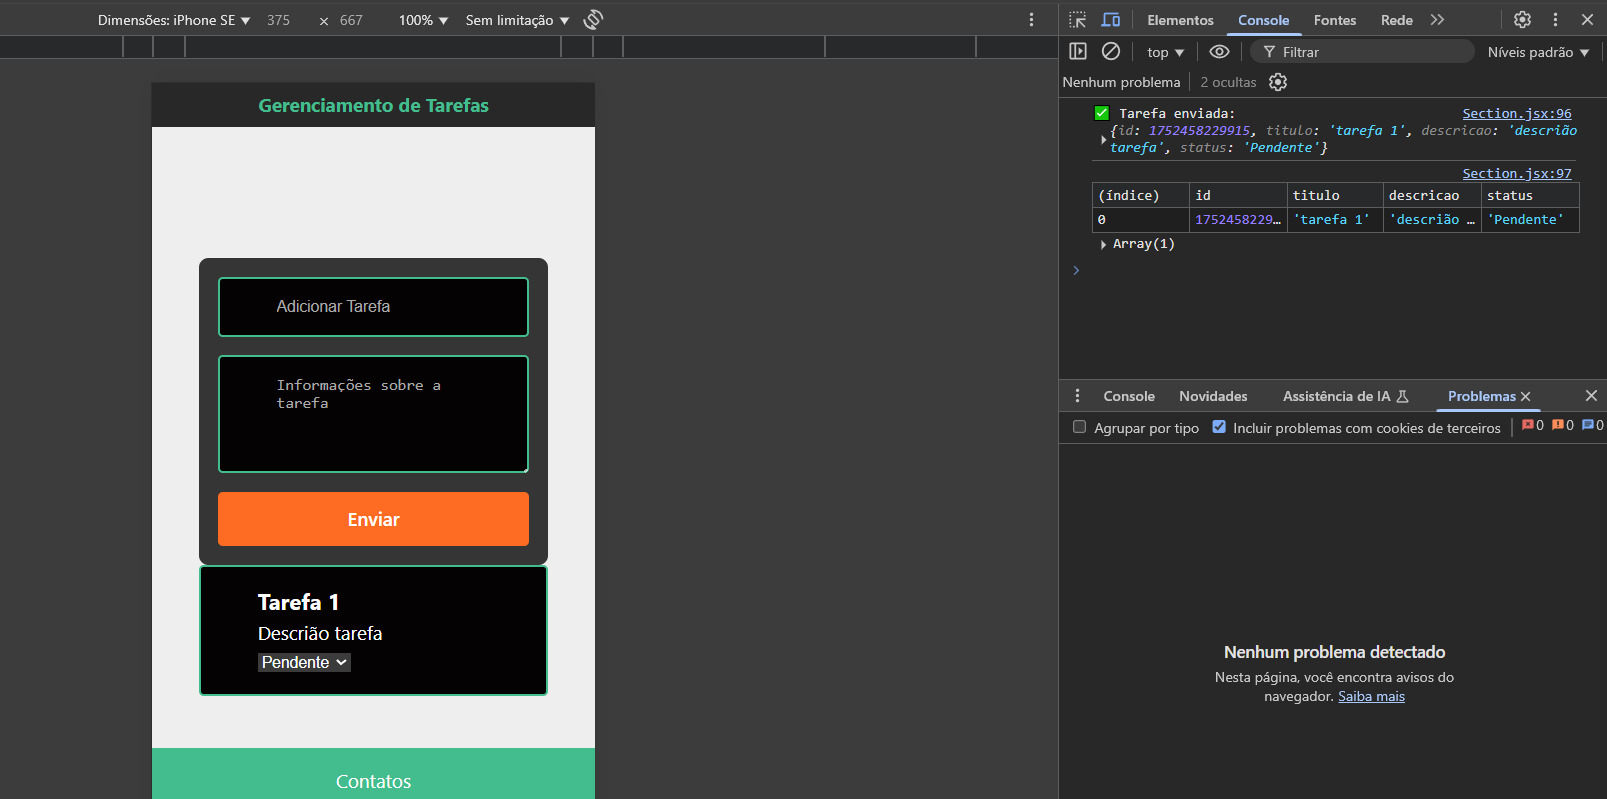 Dimensões: iPhone SE ▼ 375 × 667 100% ▼ Sem limitação ▼
Gerenciamento de Tarefas
Adicionar Tarefa
Informações sobre a
tarefa
Enviar
Tarefa 1
Descrião tarefa
Pendente
Contatos
Elementos Console Fontes Rede
top ▼ Filtrar Níveis padrão ▼
Nenhum problema 2 ocultas
✅ Tarefa enviada: Section.jsx:96
{id: 1752458229915, titulo: 'tarefa 1', descricao: 'descrião
tarefa', status: 'Pendente'}
Section.jsx:97
(índice) id titulo descricao status
0 1752458229… 'tarefa 1' 'descrião … 'Pendente'
Array(1)
Console Novidades Assistência de IA Problemas ×
Agrupar por tipo Incluir problemas com cookies de terceiros 0 0 0
Nenhum problema detectado
Nesta página, você encontra avisos do
navegador. Saiba mais